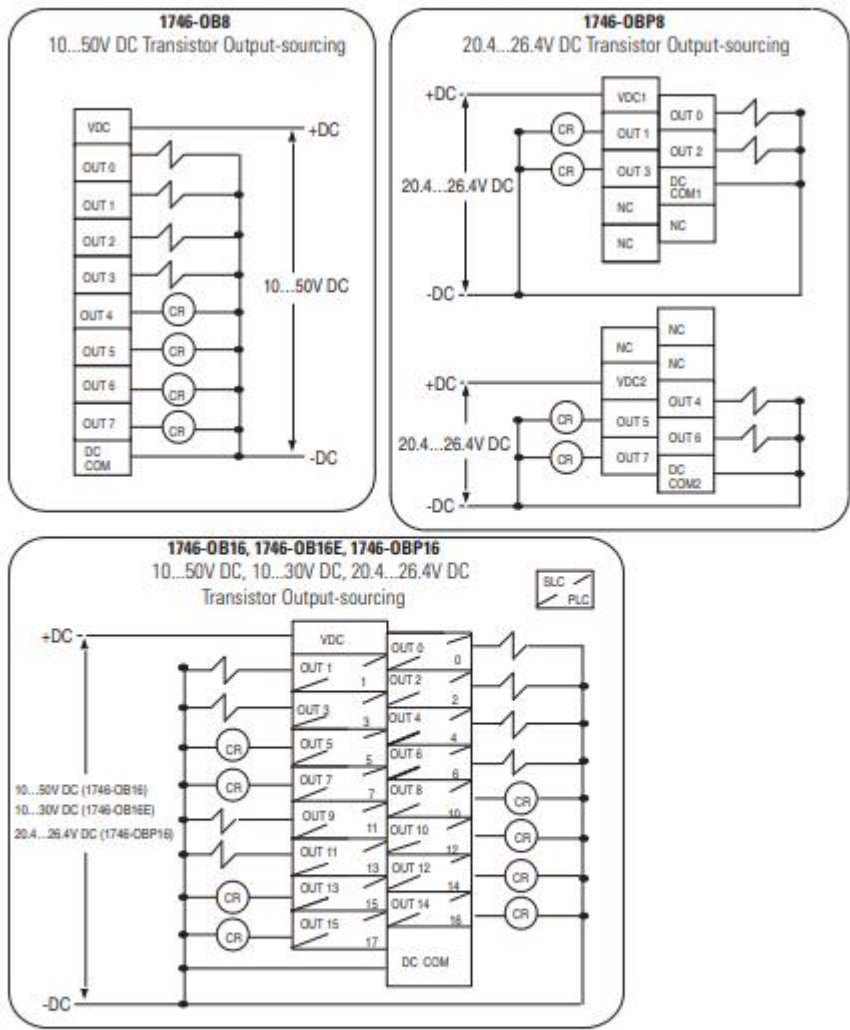 1746-OB8
10...50V DC Transistor Output-sourcing
VDC
+DC
OUT 0
OUT 1
OUT 2
OUT 3
10...50V DC
OUT 4
CR
OUT 5
CR
OUT 6
CR
OUT 7
CR
DC
COM
-DC
1746-OBP8
20.4...26.4V DC Transistor Output-sourcing
+DC
VDC1
OUT 0
CR
OUT 1
OUT 2
CR
OUT 3
20.4...26.4V DC
DC
COM1
NC
NC
NC
-DC
NC
NC
NC
+DC
VDC2
OUT 4
CR
OUT 5
OUT 6
20.4...26.4V DC
CR
OUT 7
DC
COM2
-DC
1746-OB16, 1746-OB16E, 1746-OBP16
10...50V DC, 10...30V DC, 20.4...26.4V DC
Transistor Output-sourcing
SLC
PLC
+DC
VDC
OUT 0
0
OUT 1
1
OUT 2
2
OUT 3
3
OUT 4
4
CR
OUT 5
5
OUT 6
6
CR
OUT 7
7
OUT 8
10
CR
10...50V DC (1746-OB16)
10...30V DC (1746-OB16E)
20.4...26.4V DC (1746-OBP16)
OUT 9
11
OUT 10
12
CR
OUT 11
13
OUT 12
14
CR
CR
OUT 13
15
OUT 14
16
CR
CR
OUT 15
17
DC COM
-DC